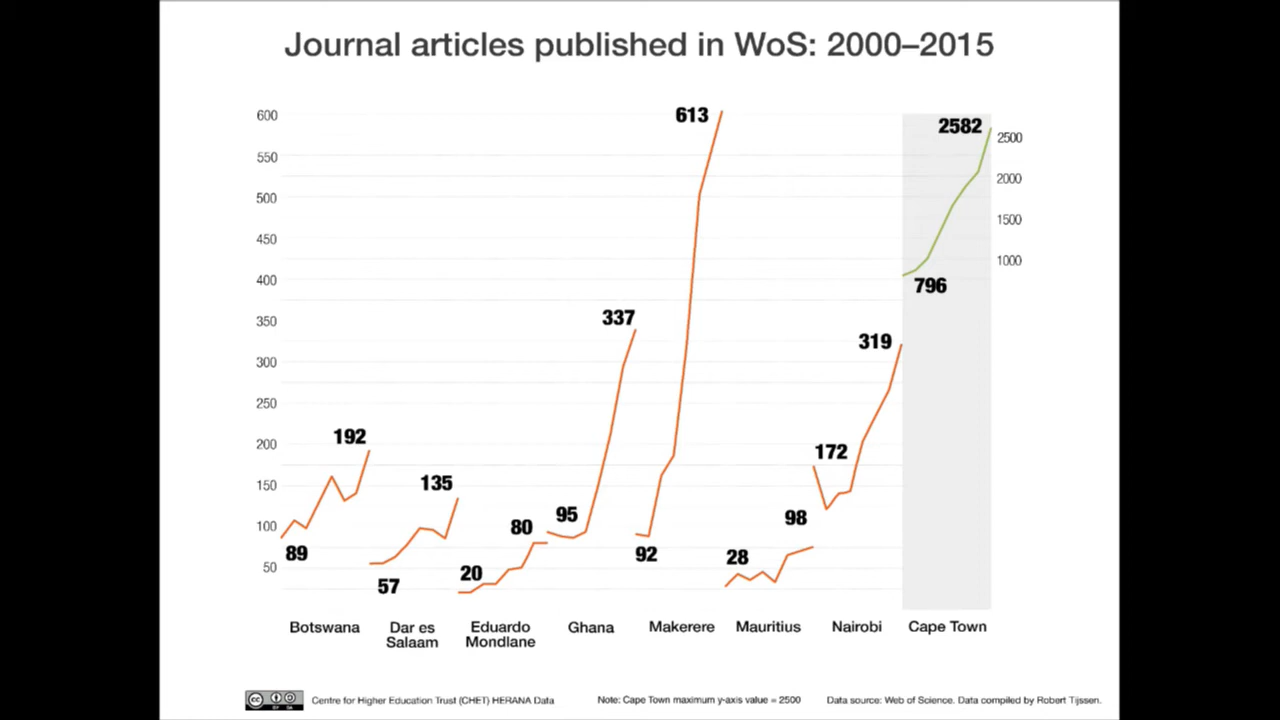 Journal articles published in WoS: 2000–2015
600
550
500
450
400
350
300
250
200
150
100
50
2500
2000
1500
1000
89
192
57
135
20
80
95
337
92
613
28
98
172
319
796
2582
Botswana
Dar es
Salaam
Eduardo
Mondlane
Ghana
Makerere
Mauritius
Nairobi
Cape Town
cc BY SA
Centre for Higher Education Trust (CHET) HERANA Data
Note: Cape Town maximum y-axis value = 2500
Data source: Web of Science. Data compiled by Robert Tijssen.